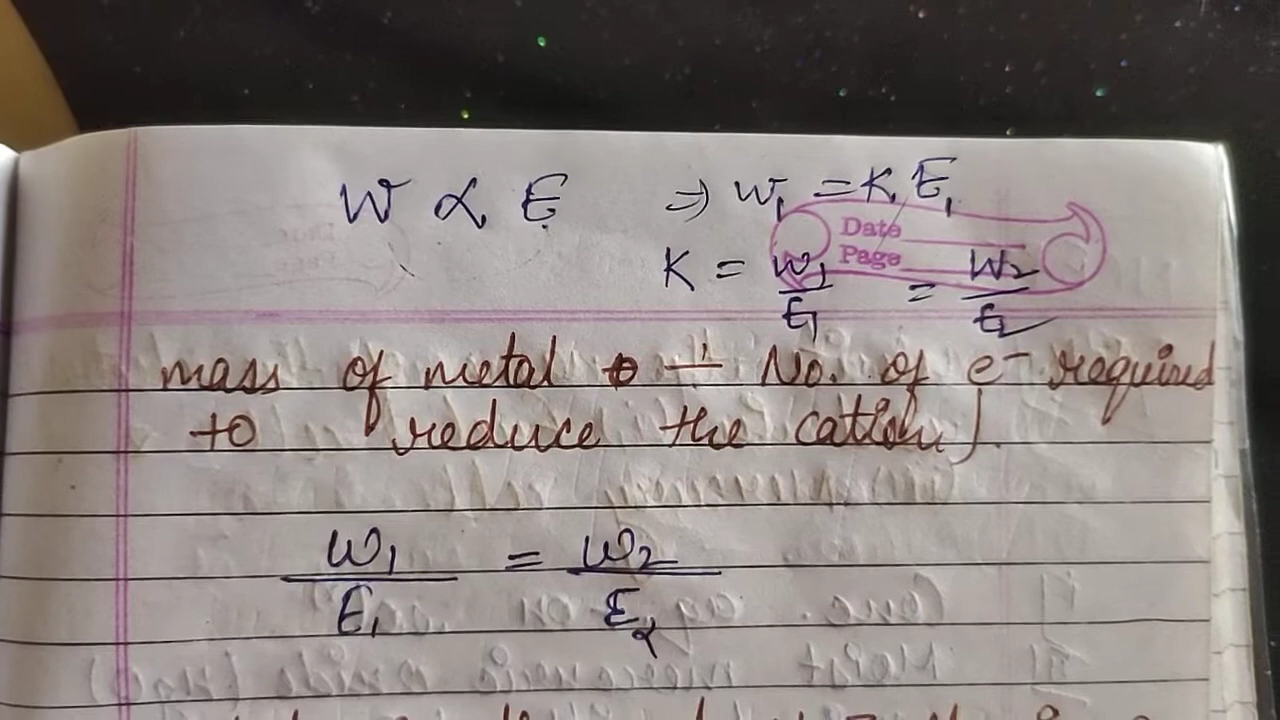 W ∝ E ⇒ W₁ = K E₁
Date
Page
K = W₁/E₁ = W₂/E₂
mass of metal ÷ No. of e⁻ required
to reduce the cation).
W₁/E₁ = W₂/E₂